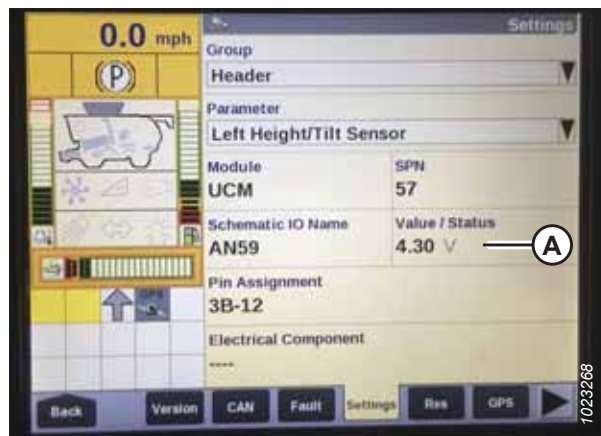 0.0 mph
Settings
(P)
Group
Header
Parameter
Left Height/Tilt Sensor
Module
SPN
UCM
57
Schematic IO Name
Value / Status
AN59
4.30 V
A
Pin Assignment
3B-12
Electrical Component
----
Back
Version
CAN
Fault
Settings
Res
GPS
1023268